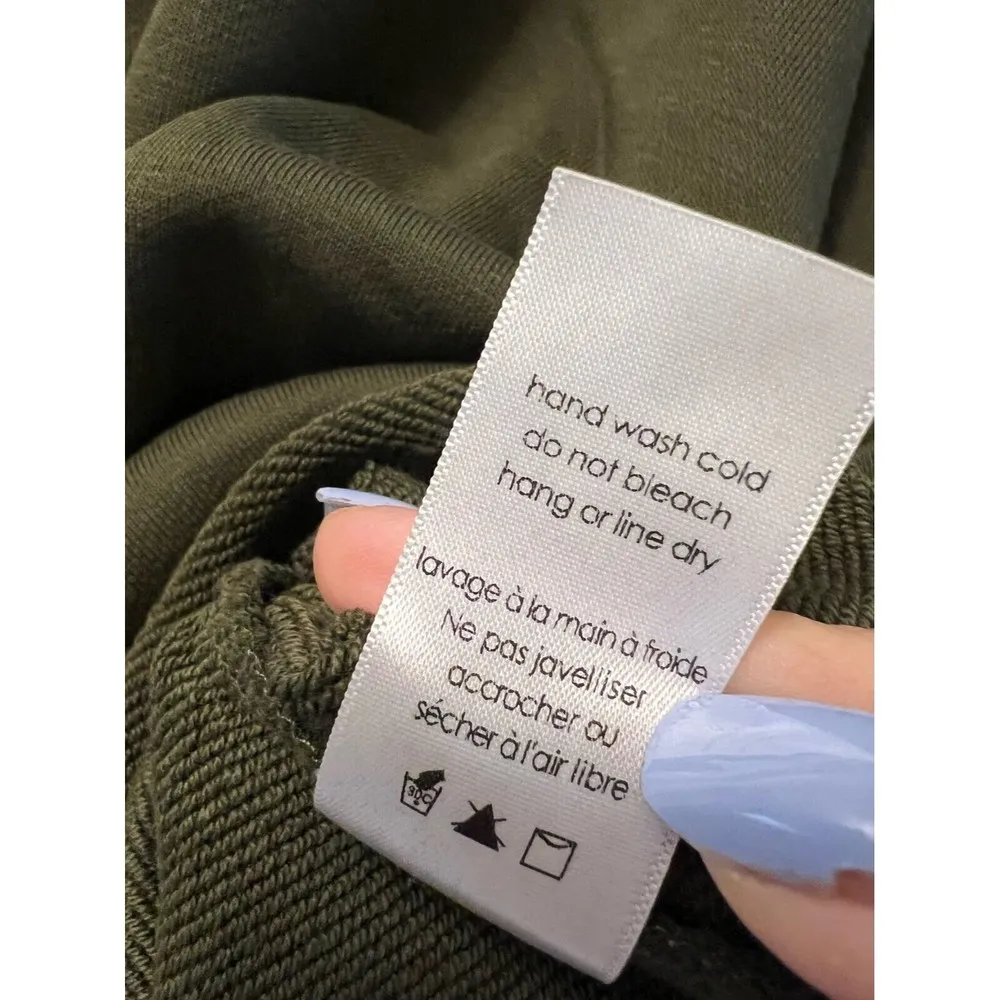 hand wash cold
do not bleach
hang or line dry
lavage à la main à froide
Ne pas javelliser
accrocher ou
sécher à l'air libre
30C